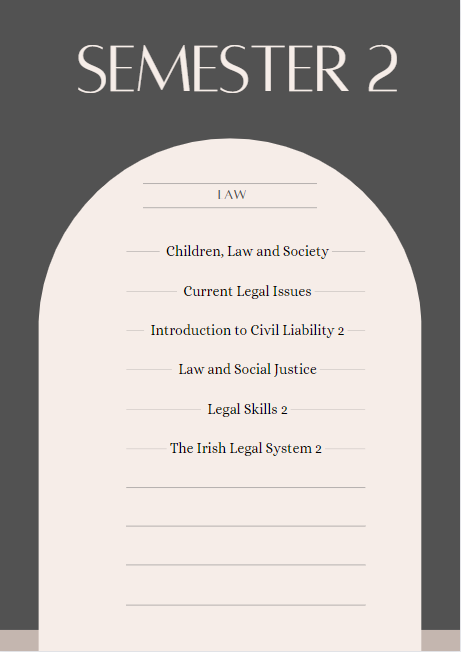 SEMESTER 2
LAW
Children, Law and Society
Current Legal Issues
Introduction to Civil Liability 2
Law and Social Justice
Legal Skills 2
The Irish Legal System 2